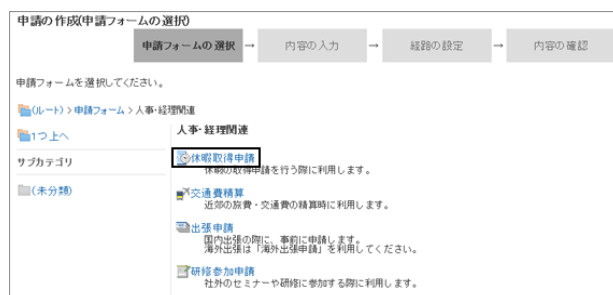 申請の作成(申請フォームの選択)
申請フォームの選択 → 内容の入力 → 経路の設定 → 内容の確認
申請フォームを選択してください。
(ルート) > 申請フォーム > 人事・経理関連
1つ上へ
サブカテゴリ
(未分類)
人事・経理関連
休暇取得申請
休暇の取得申請を行う際に利用します。
交通費精算
近郊の旅費・交通費の精算時に利用します。
出張申請
国内出張の際に、事前に申請します。
海外出張は「海外出張申請」を利用してください。
研修参加申請
社外のセミナーや研修に参加する際に利用します。